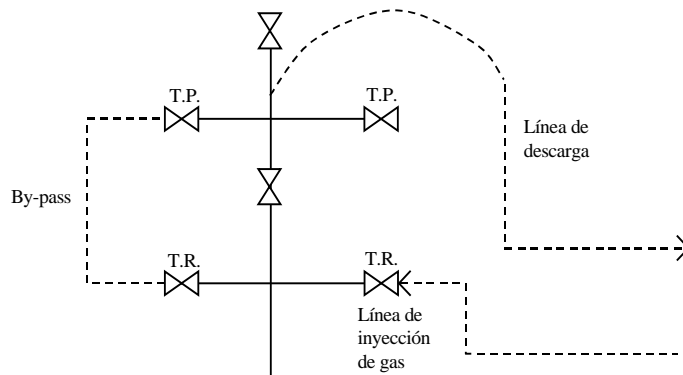 T.P.
T.P.
Línea de
descarga
By-pass
T.R.
T.R.
Línea de
inyección
de gas